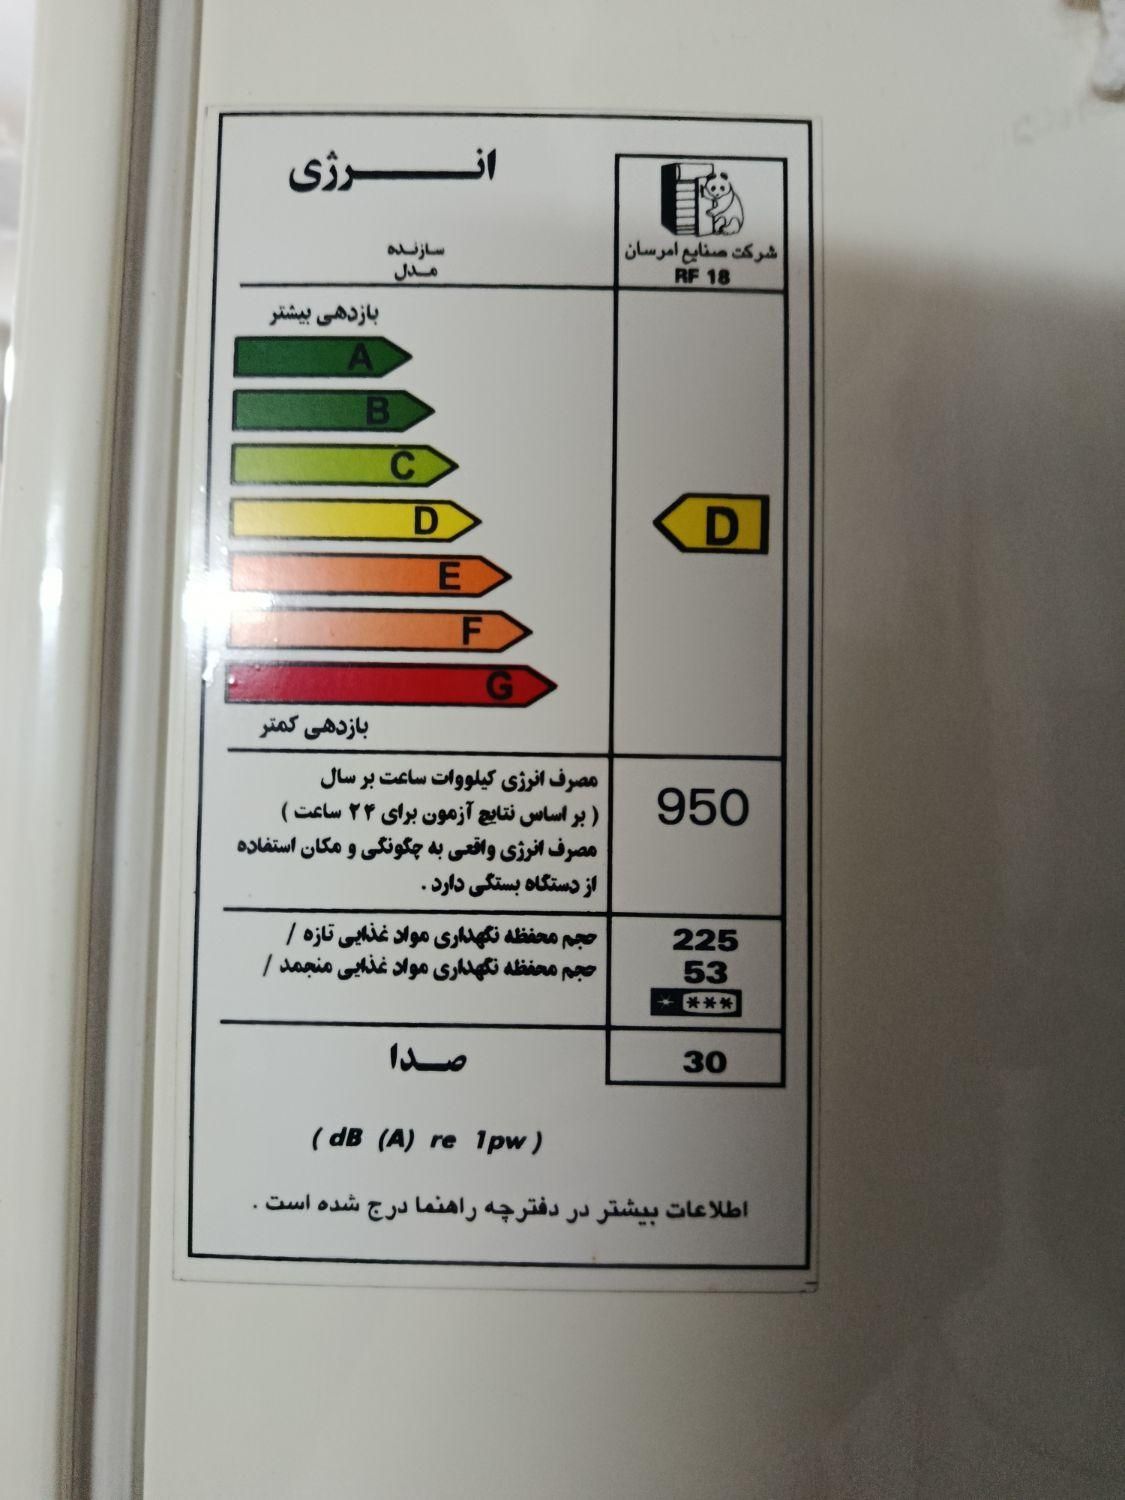 انـــــــرژی
سازنده
مـدل
شرکت صنایع امرسان
RF 18
بازدهی بیشتر
A
B
C
D
D
E
F
G
بازدهی کمتر
مصرف انرژی کیلووات ساعت بر سال
( بر اساس نتایج آزمون برای ۲۴ ساعت )
مصرف انرژی واقعی به چگونگی و مکان استفاده
از دستگاه بستگی دارد .
950
حجم محفظه نگهداری مواد غذایی تازه /
225
حجم محفظه نگهداری مواد غذایی منجمد /
53
* ***
صــدا
30
( dB (A) re 1pw )
اطلاعات بیشتر در دفترچه راهنما درج شده است .